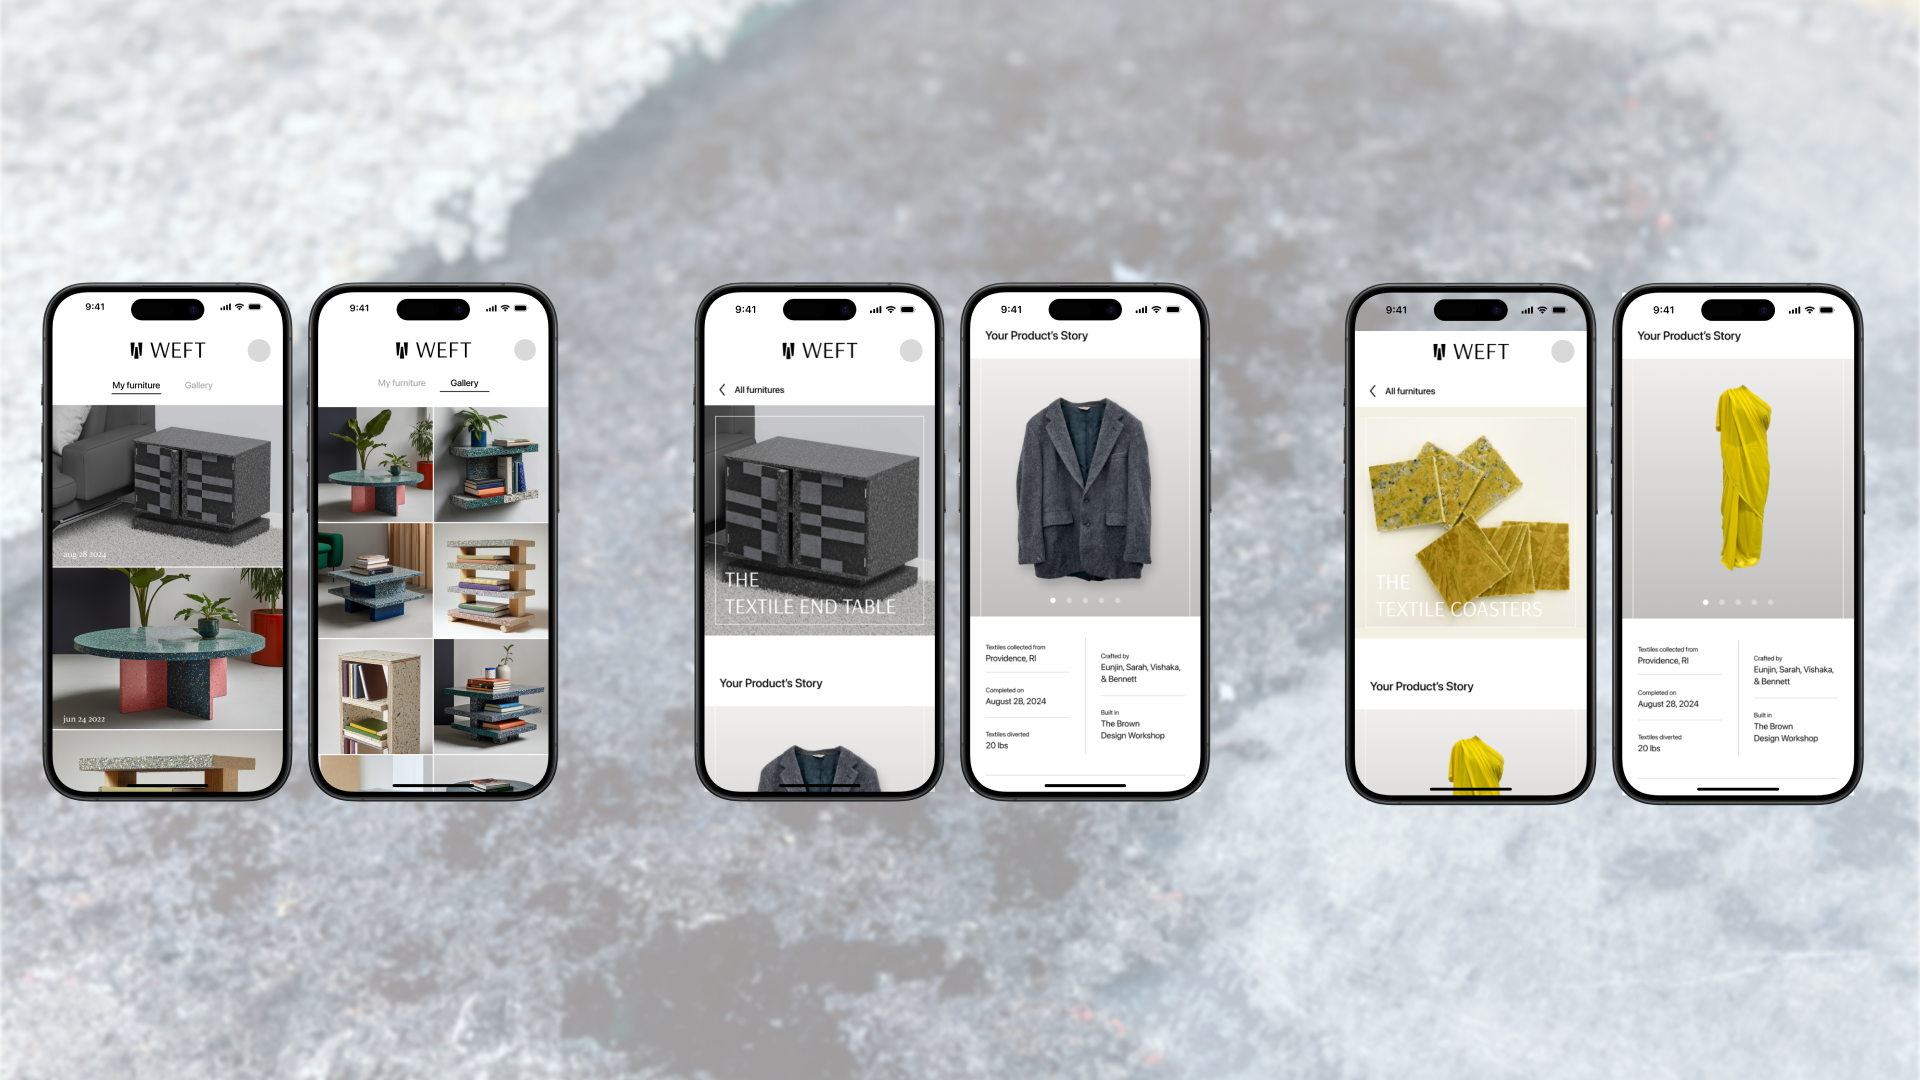 9:41
WEFT
My furniture
Gallery
aug 28 2024
jun 24 2022
9:41
WEFT
My furniture
Gallery
9:41
WEFT
All furnitures
THE
TEXTILE END TABLE
Your Product's Story
9:41
Your Product's Story
Textiles collected from
Providence, RI
Completed on
August 28, 2024
Textiles diverted
20 lbs
Crafted by
Eunjin, Sarah, Vishaka,
& Bennett
Built in
The Brown
Design Workshop
9:41
WEFT
All furnitures
THE
TEXTILE COASTERS
Your Product's Story
9:41
Your Product's Story
Textiles collected from
Providence, RI
Completed on
August 28, 2024
Textiles diverted
20 lbs
Crafted by
Eunjin, Sarah, Vishaka,
& Bennett
Built in
The Brown
Design Workshop